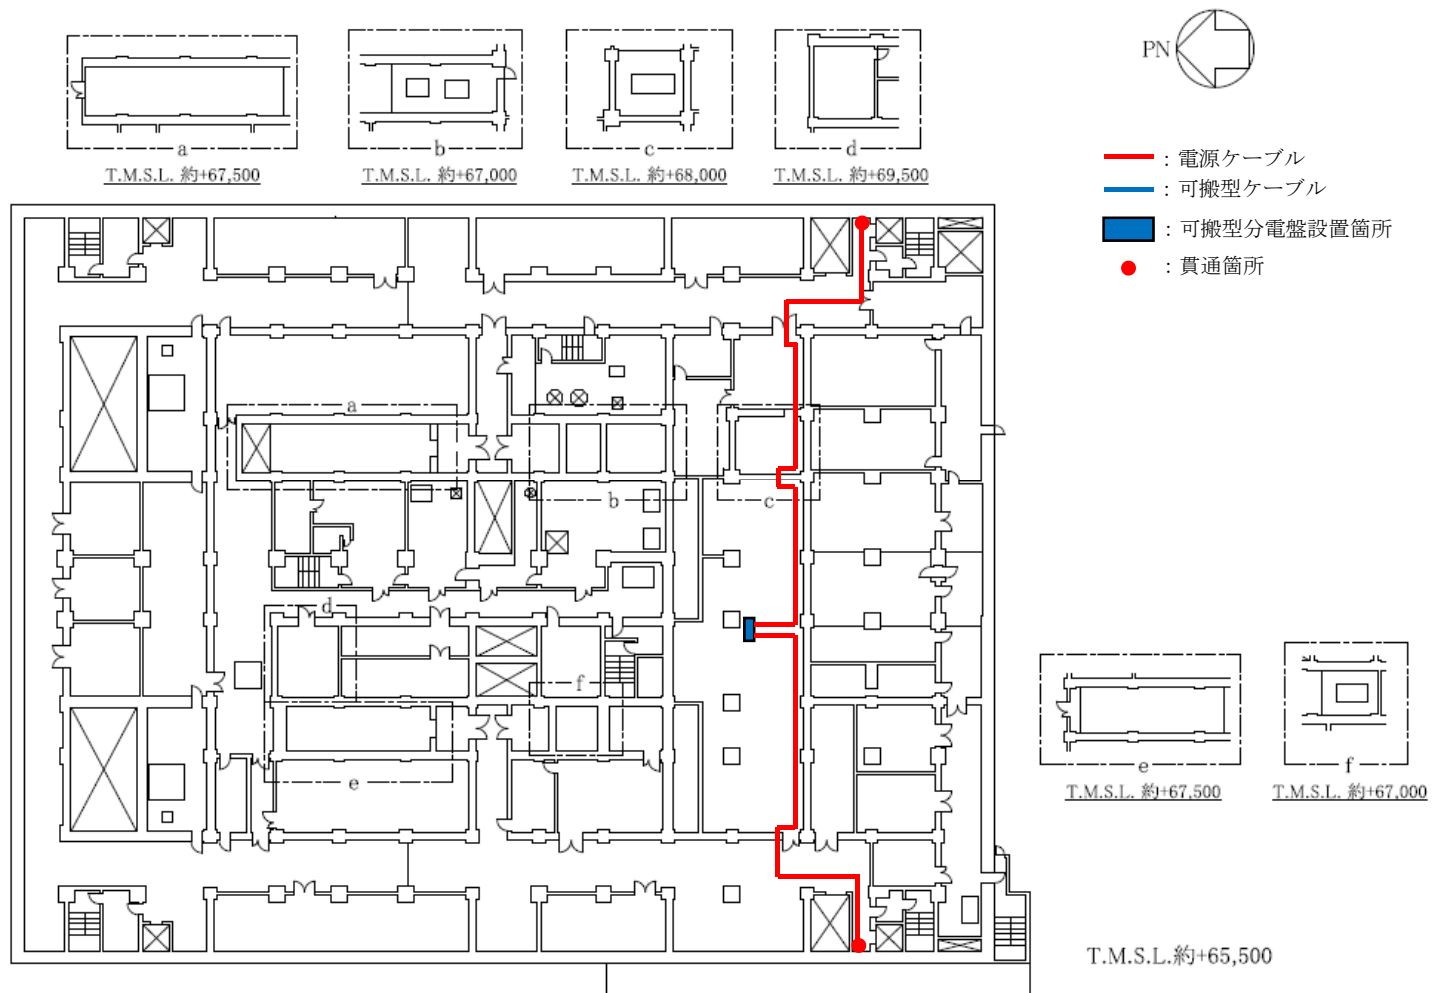 PN
a
T.M.S.L. 約+67,500
b
T.M.S.L. 約+67,000
c
T.M.S.L. 約+68,000
d
T.M.S.L. 約+69,500
：電源ケーブル
：可搬型ケーブル
：可搬型分電盤設置箇所
：貫通箇所
a
b
c
d
e
f
e
T.M.S.L. 約+67,500
f
T.M.S.L. 約+67,000
T.M.S.L.約+65,500